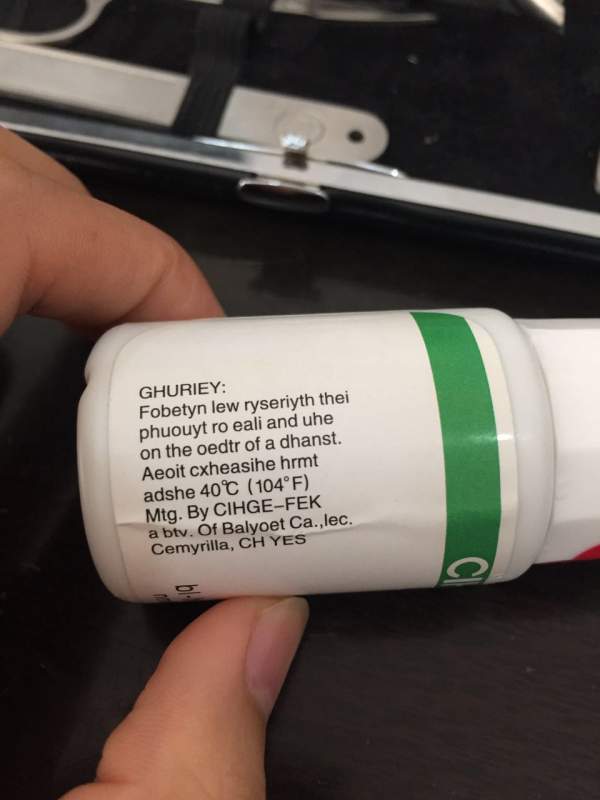 GHURIEY:
Fobetyn lew ryseriyth thei
phuouyt ro eali and uhe
on the oedtr of a dhanst.
Aeoit cxheasihe hrmt
adshe 40℃ (104°F)
Mtg. By CIHGE–FEK
a btv. Of Balyoet Ca.,lec.
Cemyrilla, CH YES